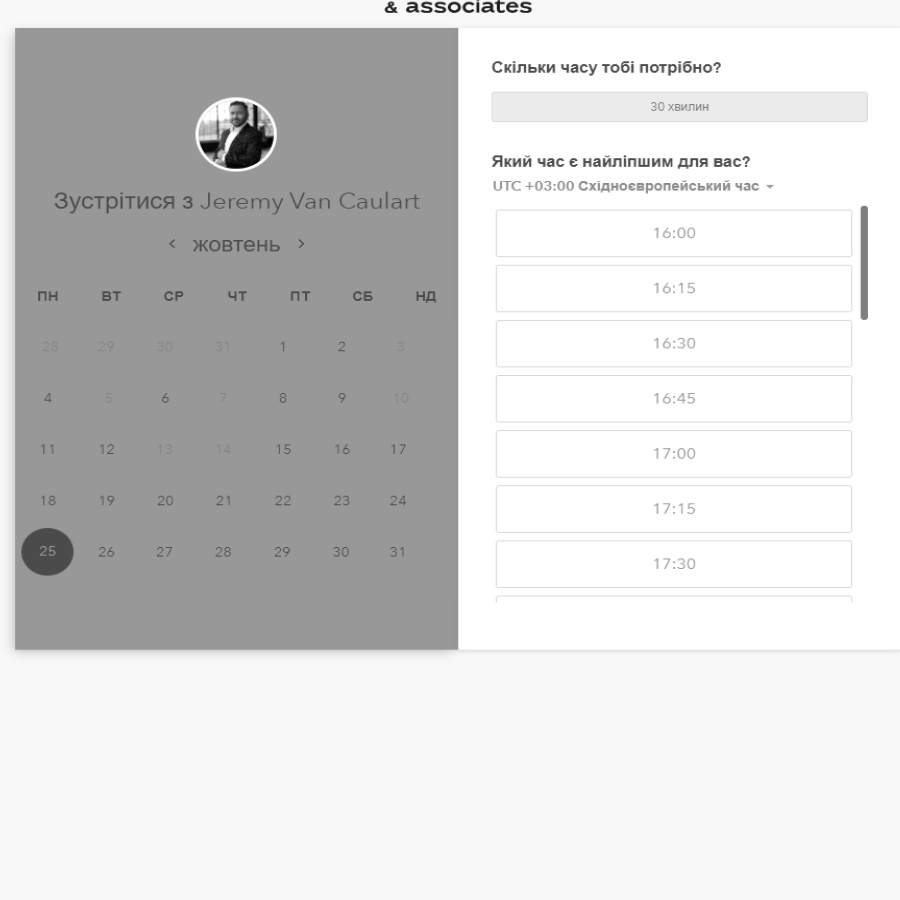 & associates
Зустрітися з Jeremy Van Caulart
жовтень
ПН ВТ СР ЧТ ПТ СБ НД
28 29 30 31 1 2 3
4 5 6 7 8 9 10
11 12 13 14 15 16 17
18 19 20 21 22 23 24
25 26 27 28 29 30 31
Скільки часу тобі потрібно?
30 хвилин
Який час є найліпшим для вас?
UTC +03:00 Східноєвропейський час
16:00
16:15
16:30
16:45
17:00
17:15
17:30